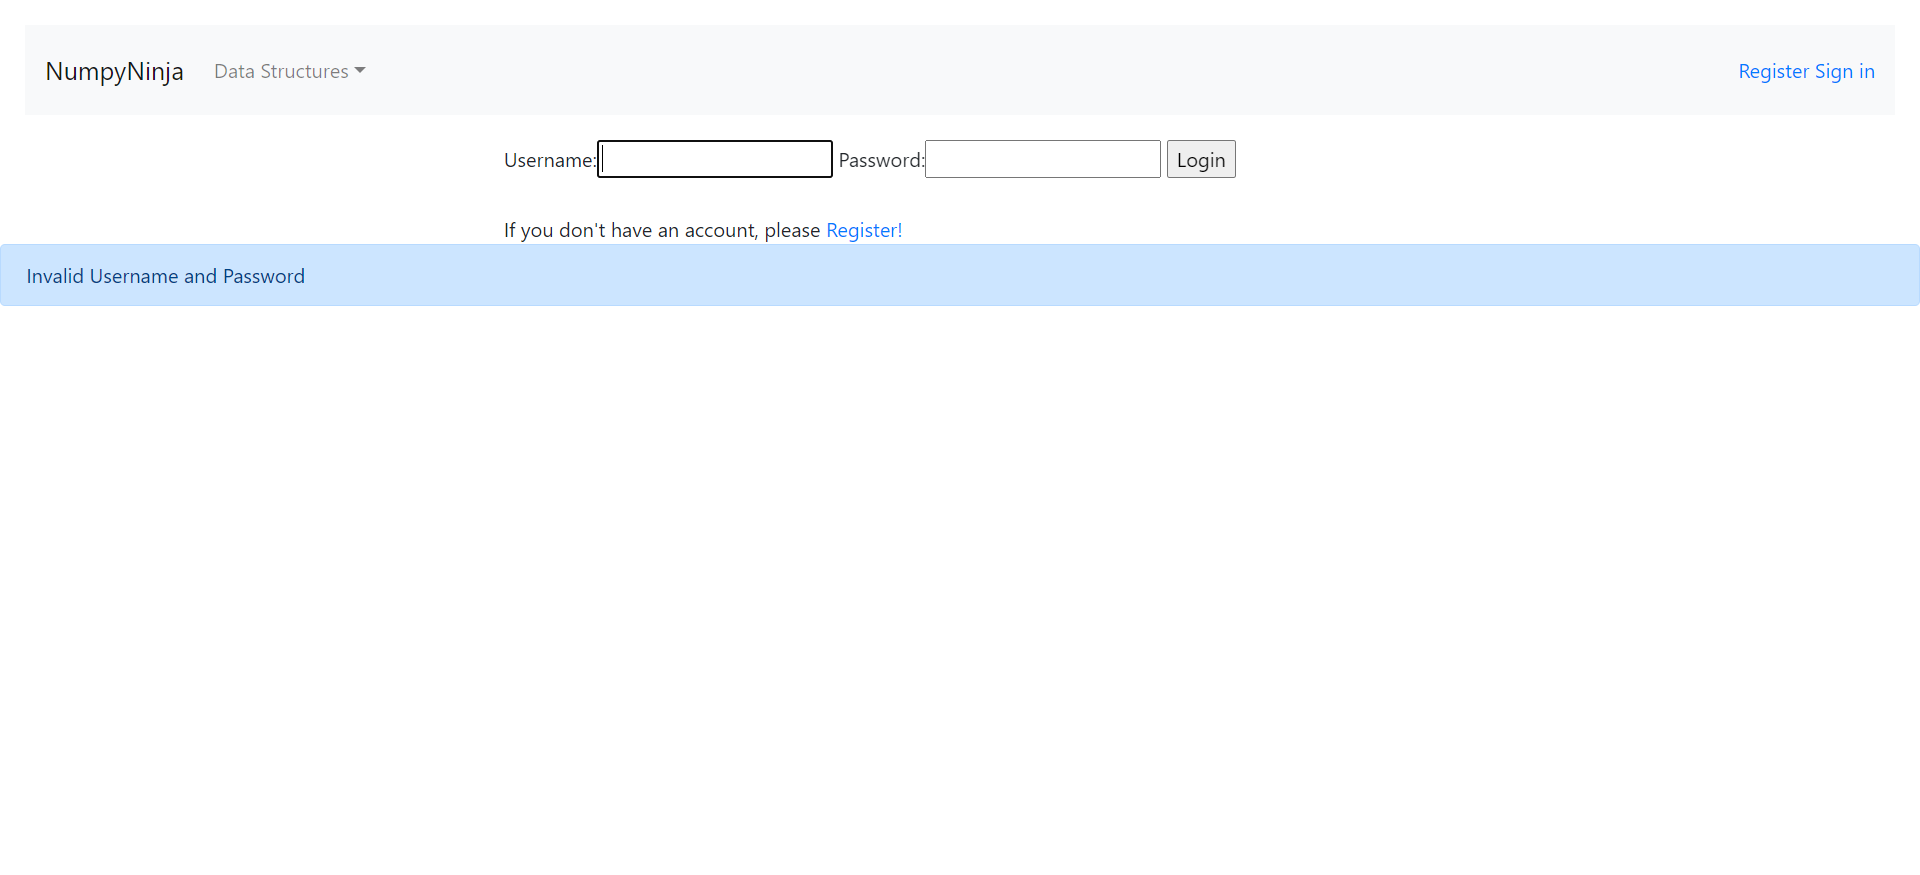 NumpyNinja Data Structures Register Sign in
Username: Password: Login
If you don't have an account, please Register!
Invalid Username and Password